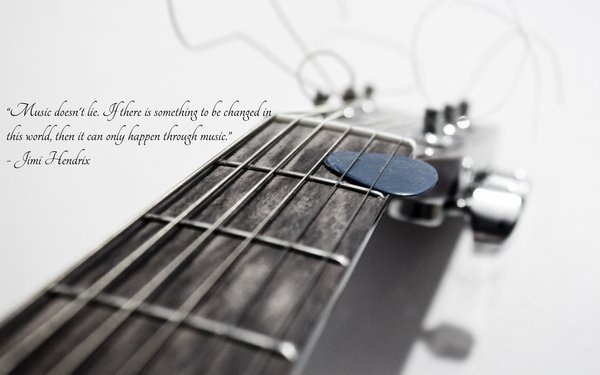 “Music doesn't lie. If there is something to be changed in
this world, then it can only happen through music.”
- Jimi Hendrix